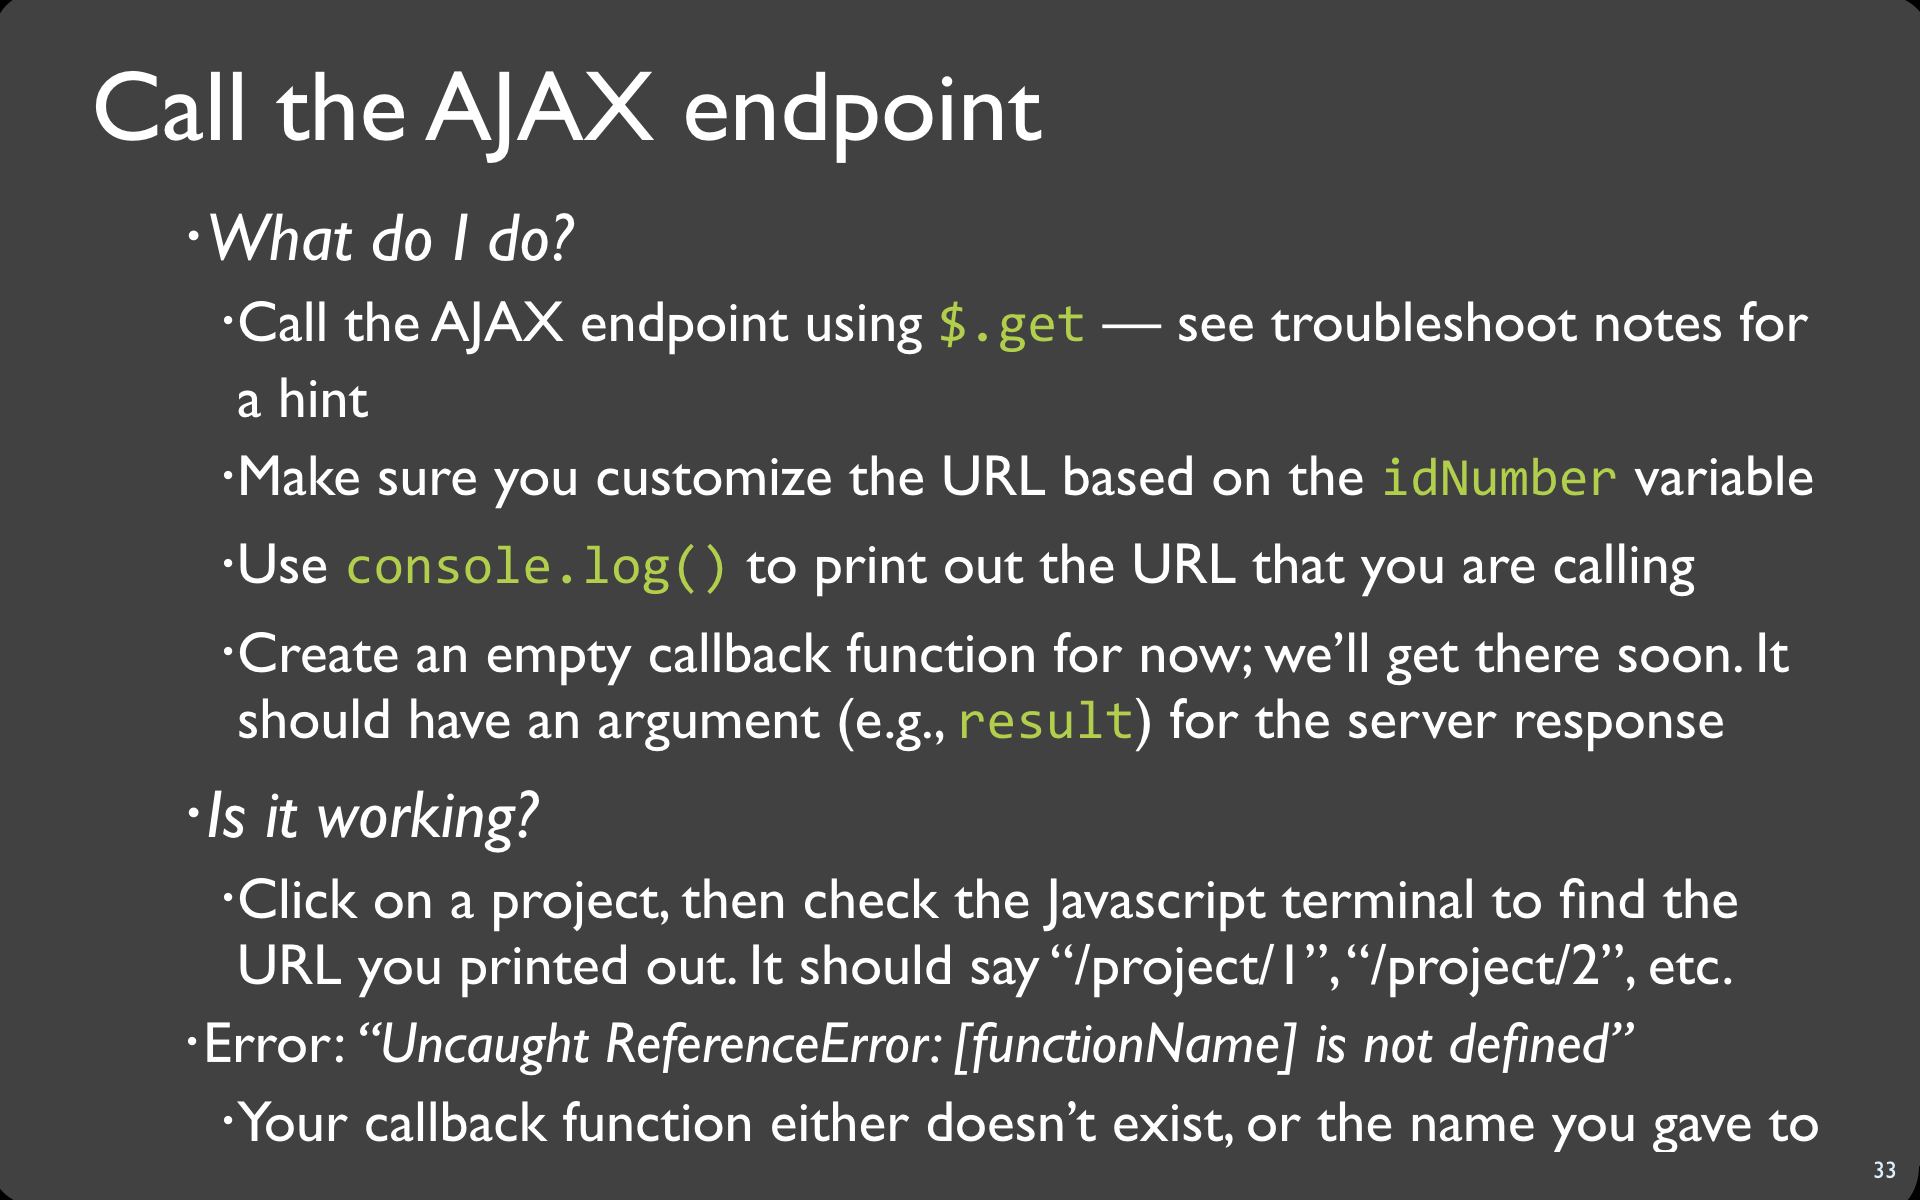 Call the AJAX endpoint
•What do I do?
•Call the AJAX endpoint using $.get — see troubleshoot notes for
a hint
•Make sure you customize the URL based on the idNumber variable
•Use console.log() to print out the URL that you are calling
•Create an empty callback function for now; we’ll get there soon. It
should have an argument (e.g., result) for the server response
•Is it working?
•Click on a project, then check the Javascript terminal to find the
URL you printed out. It should say “/project/1”, “/project/2”, etc.
•Error: “Uncaught ReferenceError: [functionName] is not defined”
•Your callback function either doesn’t exist, or the name you gave to
33